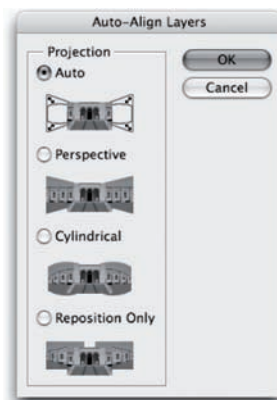 Auto-Align Layers
Projection
Auto
Perspective
Cylindrical
Reposition Only
OK
Cancel